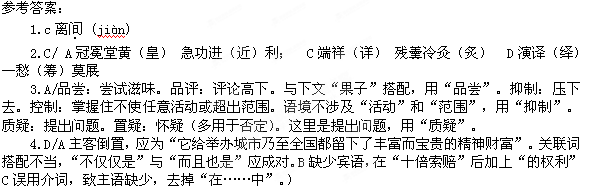 参考答案：
1.c 离间（jiàn）
2.C/ A 冠冕堂黄（皇） 急功进（近）利； C端祥（详） 残羹冷灸（炙） D演译（绎）
一愁（筹）莫展
3.A/品尝：尝试滋味。品评：评论高下。与下文“果子”搭配，用“品尝”。抑制：压下
去。控制：掌握住不使任意活动或超出范围。语境不涉及“活动”和“范围”，用“抑制”。
质疑：提出问题。置疑：怀疑（多用于否定）。这里是提出问题，用“质疑”。
4.D/A 主客倒置，应为“它给举办城市乃至全国都留下了丰富而宝贵的精神财富”。关联词
搭配不当，“不仅仅是”与“而且也是”应成对。B 缺少宾语，在“十倍索赔”后加上“的权利”
C 误用介词，致主语缺少，去掉“在……中”。）